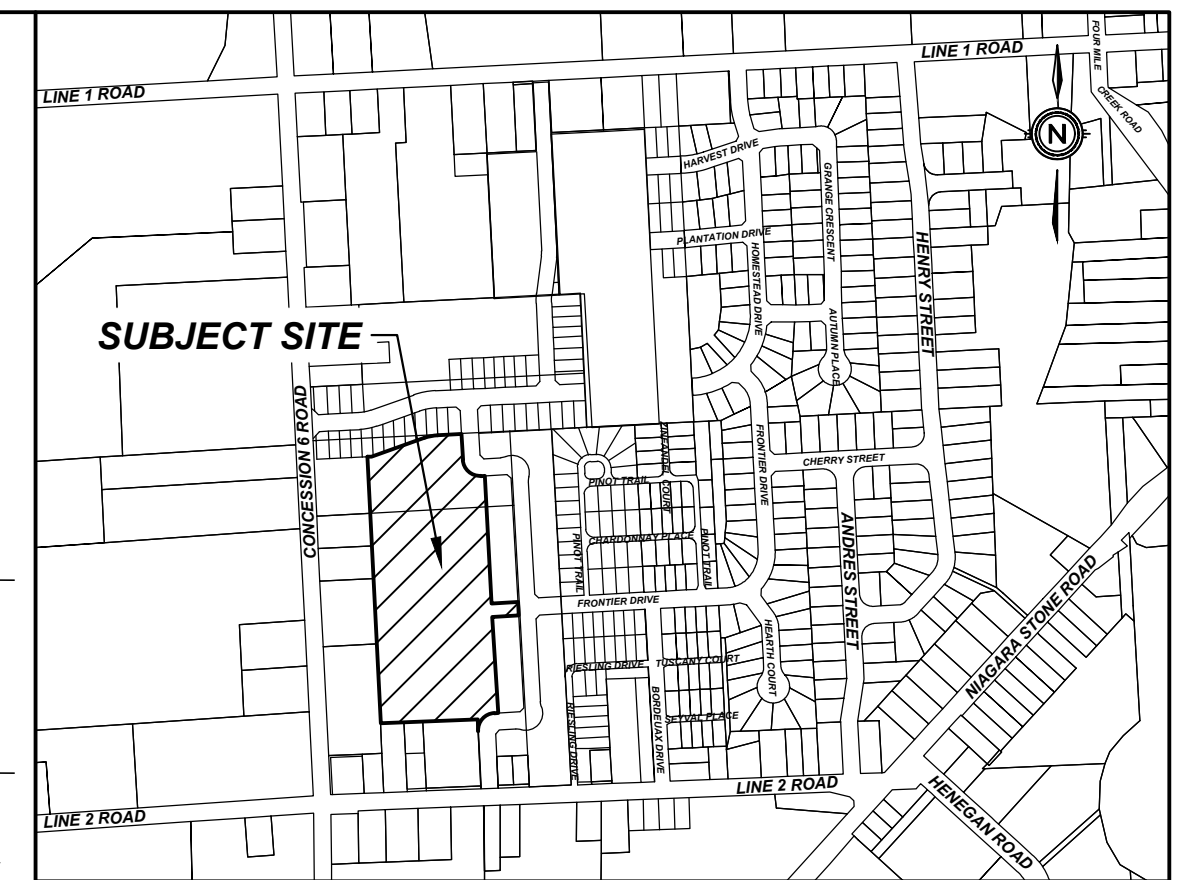 LINE 1 ROAD
FOUR MILE
CREEK ROAD
LINE 1 ROAD
N
HARVEST DRIVE
GRANGE CRESCENT
PLANTATION DRIVE
HOMESTEAD DRIVE
HENRY STREET
AUTUMN PLACE
SUBJECT SITE
CONCESSION 6 ROAD
ZINFANDEL COURT
FRONTIER DRIVE
CHERRY STREET
PINOT TRAIL
CHARDONNAY PLACE
PINOT TRAIL
PINOT TRAIL
ANDRES STREET
FRONTIER DRIVE
NIAGARA STONE ROAD
HEARTH COURT
RIESLING DRIVE
TUSCANY COURT
BORDEUAX DRIVE
RIESLING DRIVE
SEYVAL PLACE
LINE 2 ROAD
HENEGAN ROAD
LINE 2 ROAD